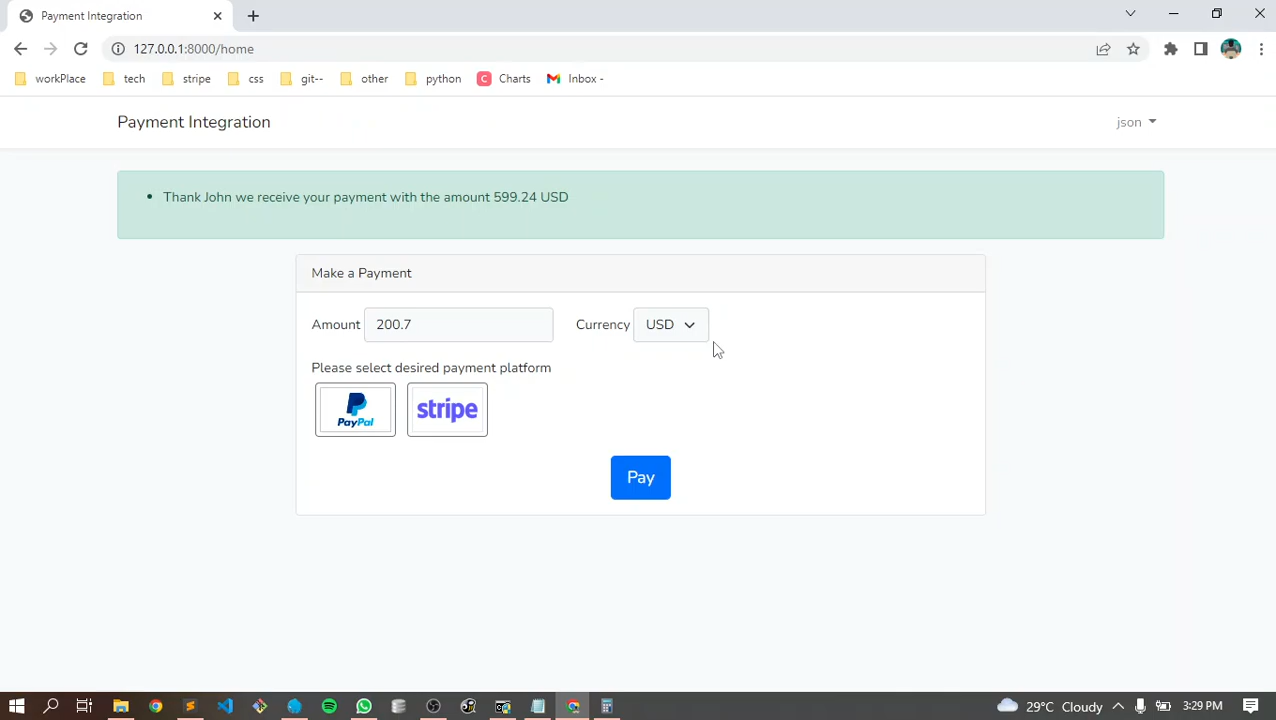 Payment Integration
127.0.0.1:8000/home
workPlace
tech
stripe
css
git--
other
python
C
Charts
Inbox -
Payment Integration
json
Thank John we receive your payment with the amount 599.24 USD
Make a Payment
Amount 200.7 Currency USD
Please select desired payment platform
PayPal
stripe
Pay
29°C Cloudy
3:29 PM